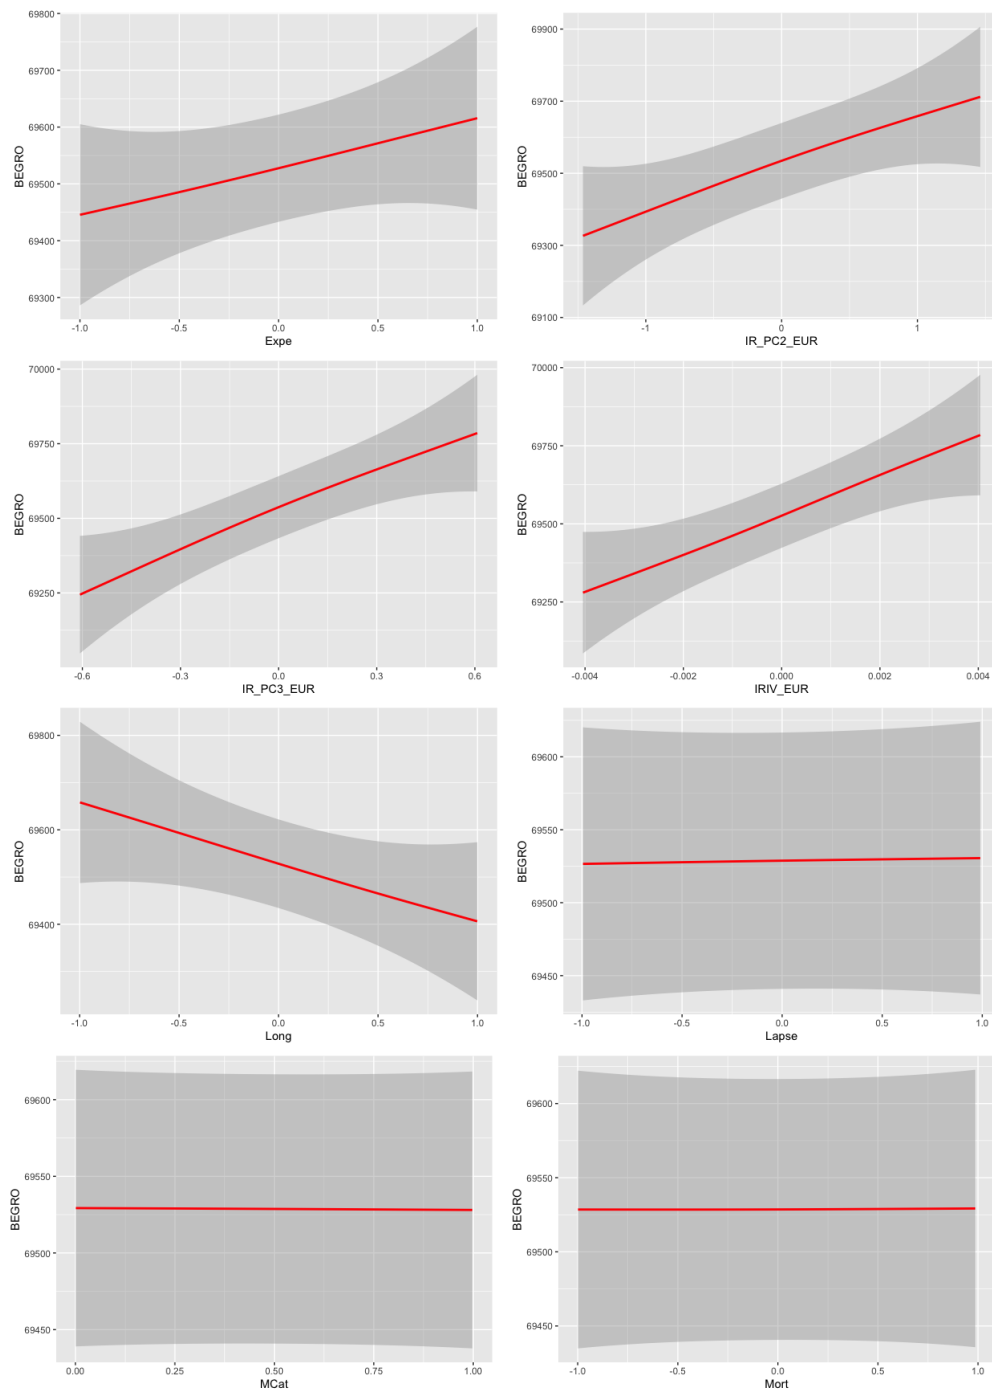 69800
69700
69600
69500
69400
69300
BEGRO
-1.0 -0.5 0.0 0.5 1.0
Expe
69900
69700
69500
69300
69100
BEGRO
-1 0 1
IR_PC2_EUR
70000
69750
69500
69250
BEGRO
-0.6 -0.3 0.0 0.3 0.6
IR_PC3_EUR
70000
69750
69500
69250
BEGRO
-0.004 -0.002 0.000 0.002 0.004
IRIV_EUR
69800
69600
69400
BEGRO
-1.0 -0.5 0.0 0.5 1.0
Long
69600
69550
69500
69450
BEGRO
-1.0 -0.5 0.0 0.5 1.0
Lapse
69600
69550
69500
69450
BEGRO
0.00 0.25 0.50 0.75 1.00
MCat
69600
69550
69500
69450
BEGRO
-1.0 -0.5 0.0 0.5 1.0
Mort